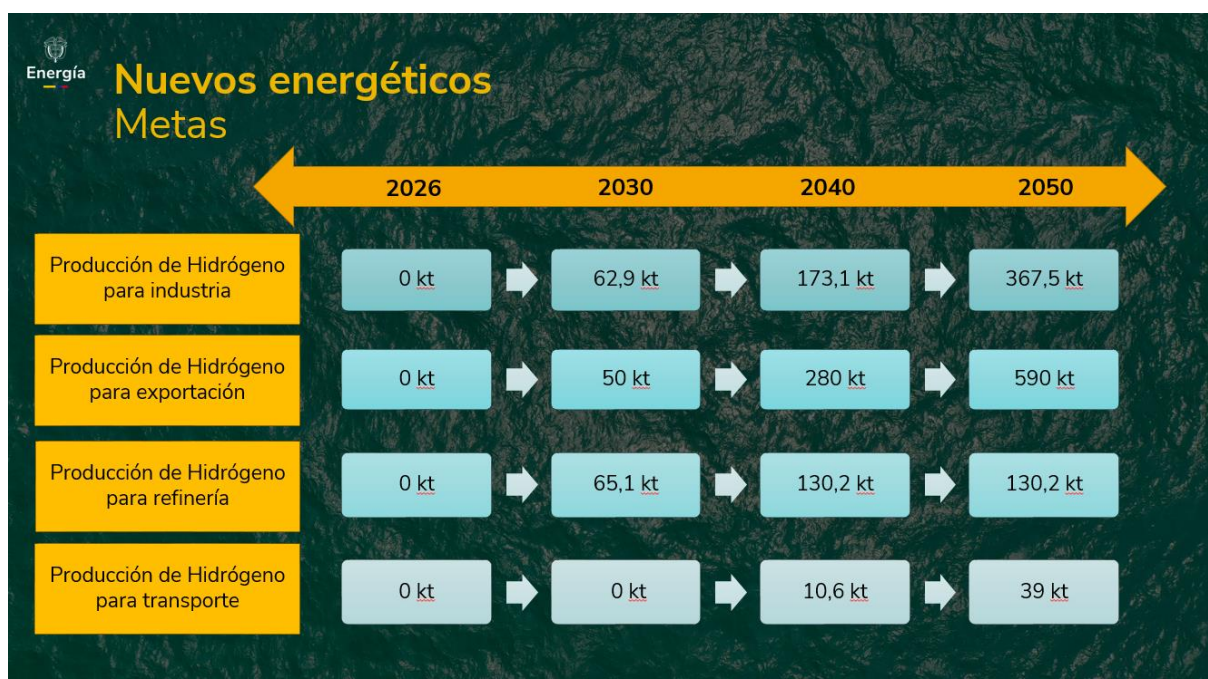 Energía
Nuevos energéticos
Metas
2026 2030 2040 2050
Producción de Hidrógeno
para industria
0 kt 62,9 kt 173,1 kt 367,5 kt
Producción de Hidrógeno
para exportación
0 kt 50 kt 280 kt 590 kt
Producción de Hidrógeno
para refinería
0 kt 65,1 kt 130,2 kt 130,2 kt
Producción de Hidrógeno
para transporte
0 kt 0 kt 10,6 kt 39 kt